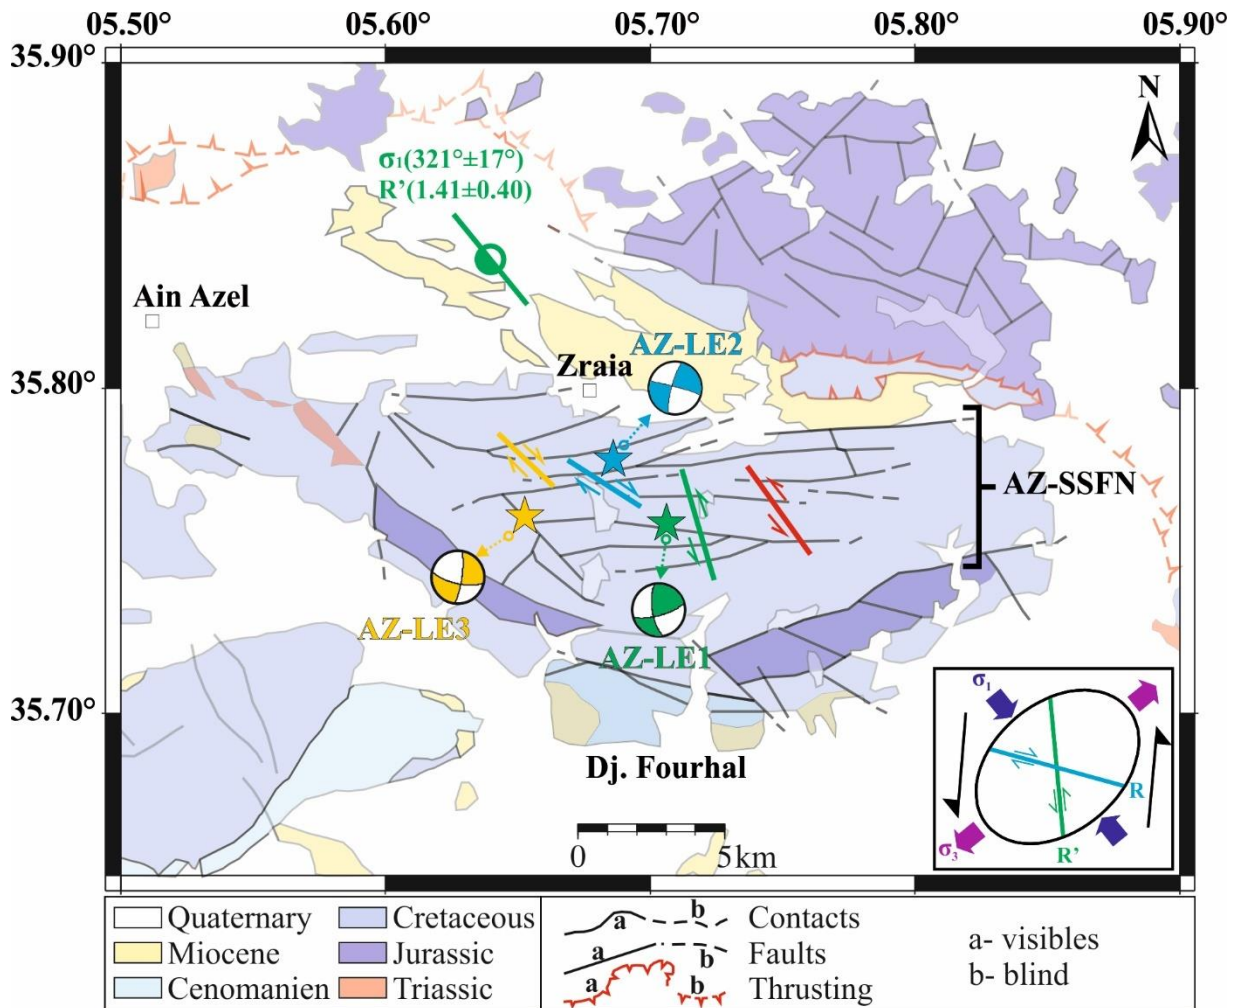 05.50° 05.60° 05.70° 05.80° 05.90°
35.90°
N
σ₁(321°±17°)
R’(1.41±0.40)
Ain Azel
AZ-LE2
Zraia
35.80°
AZ-SSFN
AZ-LE3
AZ-LE1
35.70°
σ₁
Dj. Fourhal
R
σ₃
R’
0 5km
Quaternary Cretaceous a b Contacts
Miocene Jurassic a b Faults a- visibles
Cenomanien Triassic a b Thrusting b- blind